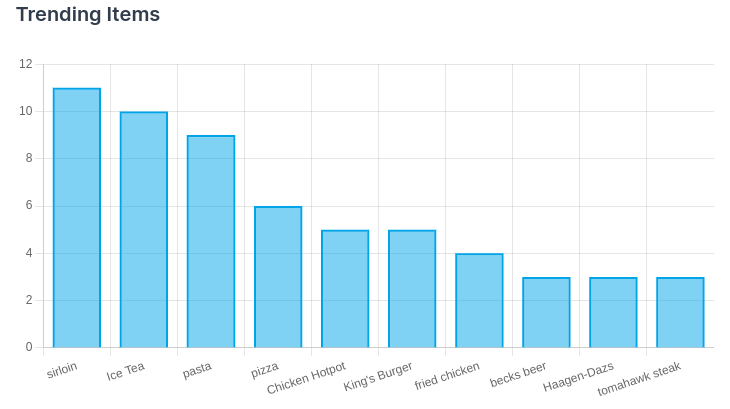 Trending Items
12
10
8
6
4
2
0
sirloin
Ice Tea
pasta
pizza
Chicken Hotpot
King's Burger
fried chicken
becks beer
Haagen-Dazs
tomahawk steak